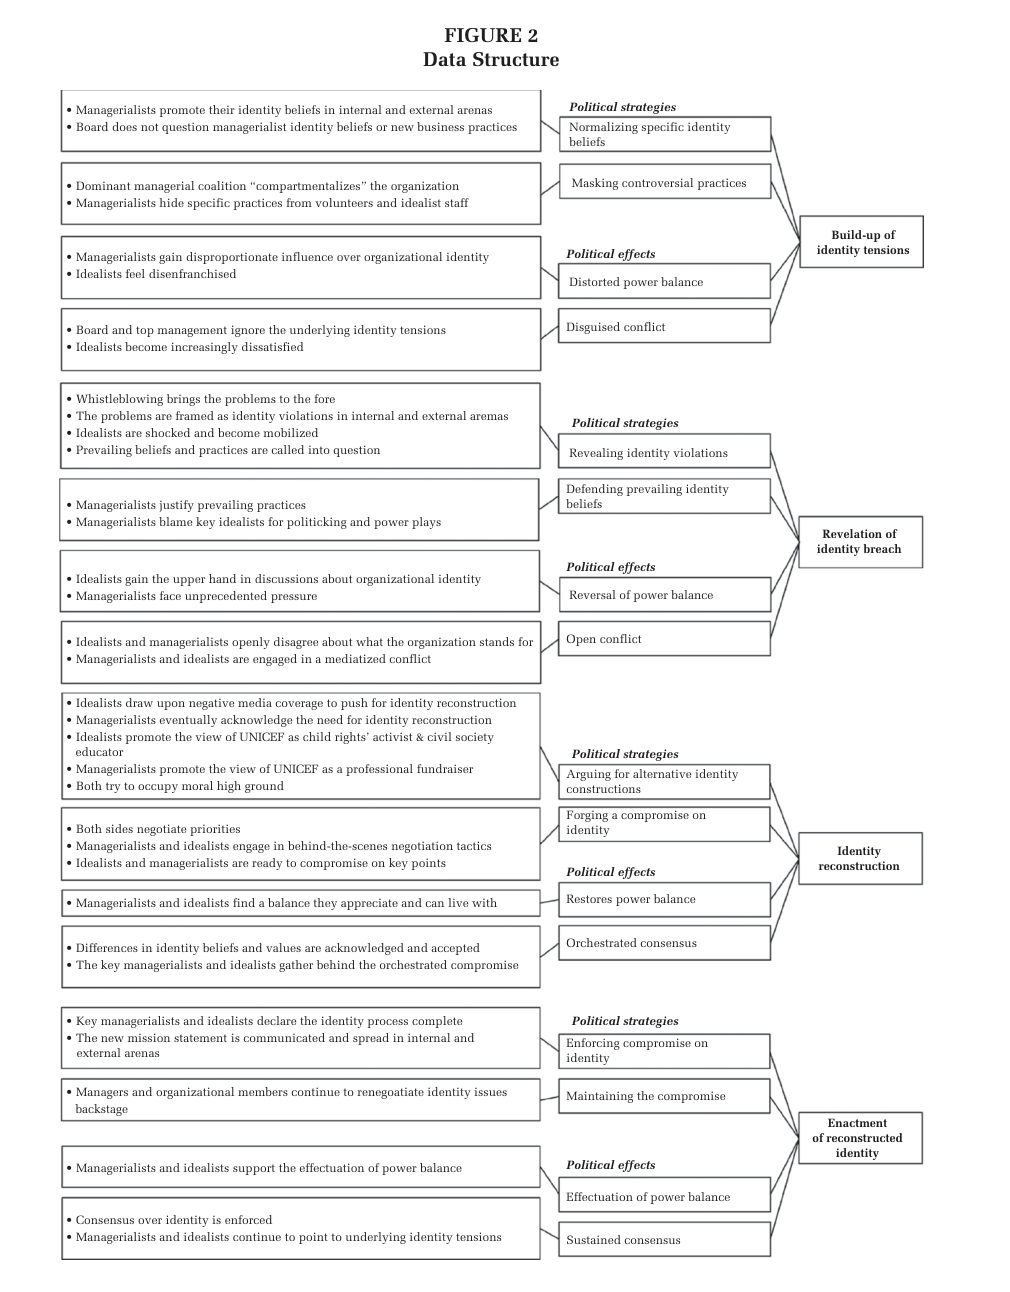 FIGURE 2
Data Structure
• Managerialists promote their identity beliefs in internal and external arenas
• Board does not question managerialist identity beliefs or new business practices
Political strategies
Normalizing specific identity
beliefs
• Dominant managerial coalition “compartmentalizes” the organization
• Managerialists hide specific practices from volunteers and idealist staff
Masking controversial practices
Build-up of
identity tensions
• Managerialists gain disproportionate influence over organizational identity
• Idealists feel disenfranchised
Political effects
Distorted power balance
• Board and top management ignore the underlying identity tensions
• Idealists become increasingly dissatisfied
Disguised conflict
• Whistleblowing brings the problems to the fore
• The problems are framed as identity violations in internal and external aremas
• Idealists are shocked and become mobilized
• Prevailing beliefs and practices are called into question
Political strategies
Revealing identity violations
• Managerialists justify prevailing practices
• Managerialists blame key idealists for politicking and power plays
Defending prevailing identity
beliefs
Revelation of
identity breach
• Idealists gain the upper hand in discussions about organizational identity
• Managerialists face unprecedented pressure
Political effects
Reversal of power balance
• Idealists and managerialists openly disagree about what the organization stands for
• Managerialists and idealists are engaged in a mediatized conflict
Open conflict
• Idealists draw upon negative media coverage to push for identity reconstruction
• Managerialists eventually acknowledge the need for identity reconstruction
• Idealists promote the view of UNICEF as child rights’ activist & civil society
educator
• Managerialists promote the view of UNICEF as a professional fundraiser
• Both try to occupy moral high ground
Political strategies
Arguing for alternative identity
constructions
• Both sides negotiate priorities
• Managerialists and idealists engage in behind-the-scenes negotiation tactics
• Idealists and managerialists are ready to compromise on key points
Forging a compromise on
identity
Identity
reconstruction
• Managerialists and idealists find a balance they appreciate and can live with
Political effects
Restores power balance
• Differences in identity beliefs and values are acknowledged and accepted
• The key managerialists and idealists gather behind the orchestrated compromise
Orchestrated consensus
• Key managerialists and idealists declare the identity process complete
• The new mission statement is communicated and spread in internal and
external arenas
Political strategies
Enforcing compromise on
identity
• Managers and organizational members continue to renegoatiate identity issues
backstage
Maintaining the compromise
Enactment
of reconstructed
identity
• Managerialists and idealists support the effectuation of power balance
Political effects
Effectuation of power balance
• Consensus over identity is enforced
• Managerialists and idealists continue to point to underlying identity tensions
Sustained consensus